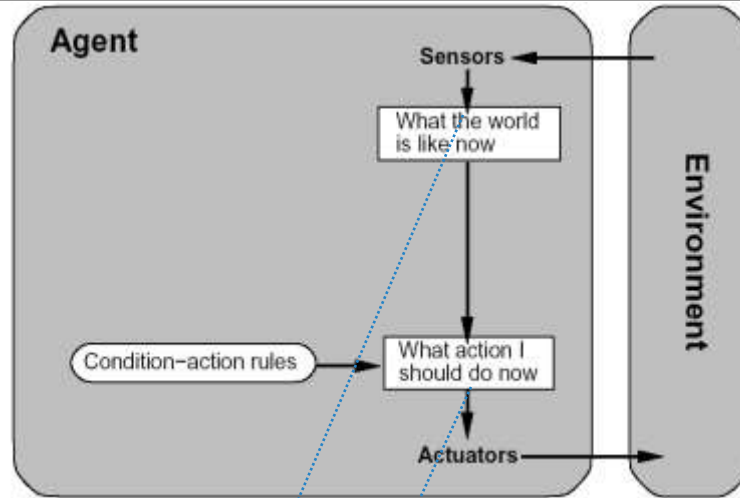 Agent
Sensors
What the world
is like now
Environment
Condition–action rules
What action I
should do now
Actuators